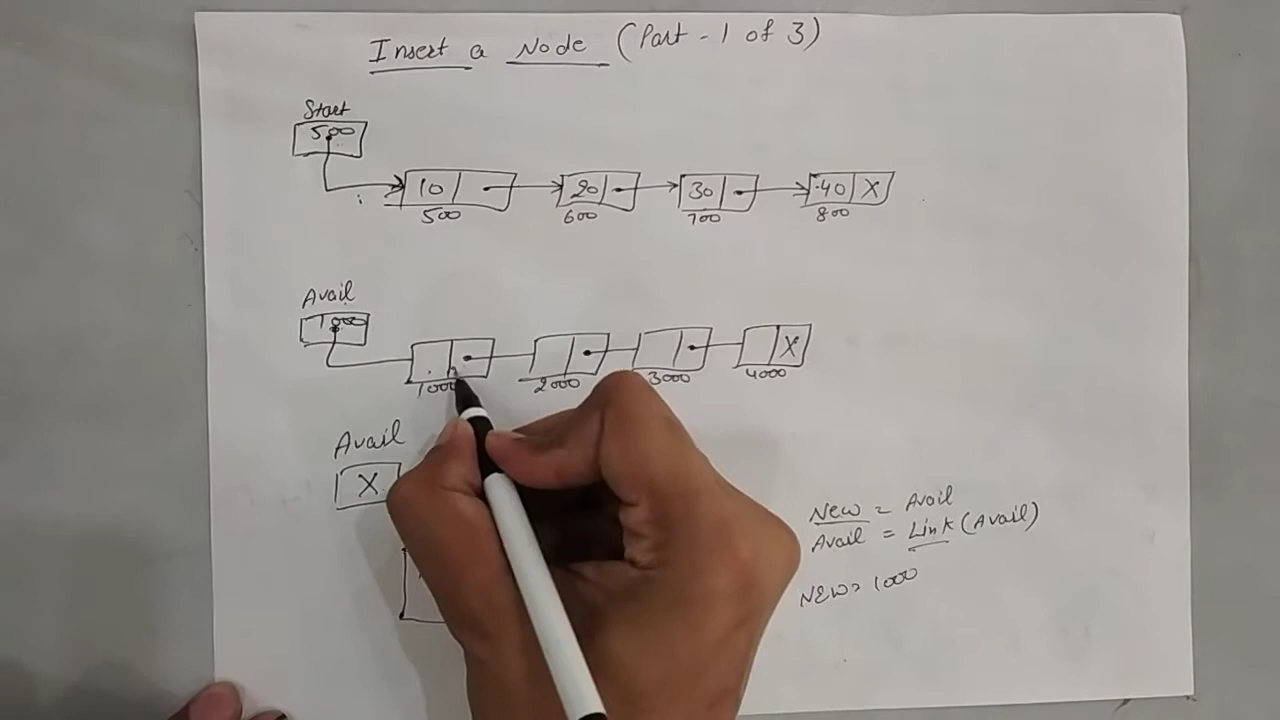 Insert a Node (Part - 1 of 3)
Start
500
10 20 30 40 X
500 600 700 800
Avail
1000
X
1000 2000 3000 4000
Avail
X
New = Avail
Avail = Link (Avail)
NEW = 1000